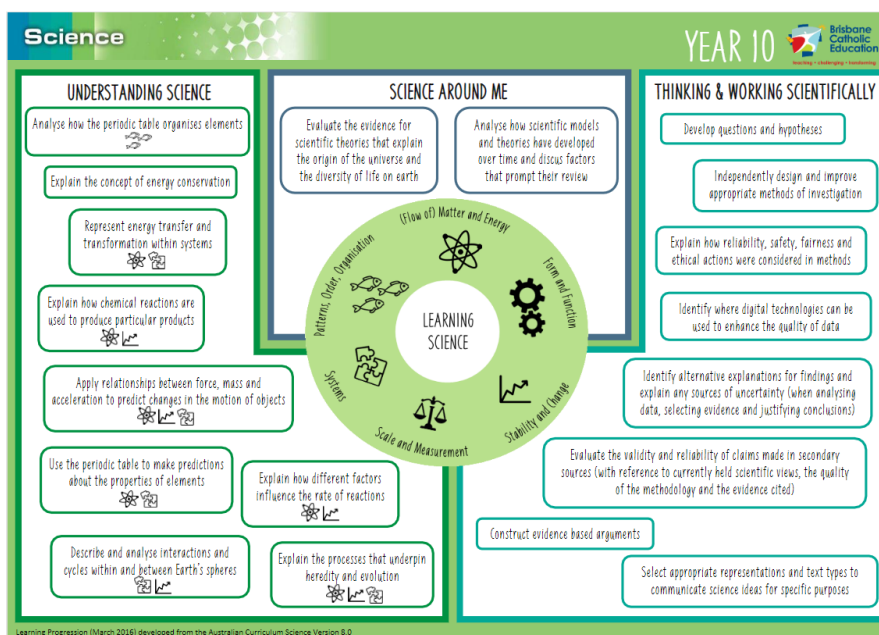 Science
YEAR 10
Brisbane
Catholic
Education
teaching • challenging • transforming
UNDERSTANDING SCIENCE
Analyse how the periodic table organises elements
Explain the concept of energy conservation
Represent energy transfer and
transformation within systems
Explain how chemical reactions are
used to produce particular products
Apply relationships between force, mass and
acceleration to predict changes in the motion of objects
Use the periodic table to make predictions
about the properties of elements
Explain how different factors
influence the rate of reactions
Describe and analyse interactions and
cycles within and between Earth's spheres
Explain the processes that underpin
heredity and evolution
SCIENCE AROUND ME
Evaluate the evidence for
scientific theories that explain
the origin of the universe and
the diversity of life on earth
Analyse how scientific models
and theories have developed
over time and discus factors
that prompt their review
(Flow of) Matter and Energy
Form and Function
Stability and Change
Scale and Measurement
Systems
Patterns, Order, Organisation
LEARNING
SCIENCE
THINKING & WORKING SCIENTIFICALLY
Develop questions and hypotheses
Independently design and improve
appropriate methods of investigation
Explain how reliability, safety, fairness and
ethical actions were considered in methods
Identify where digital technologies can be
used to enhance the quality of data
Identify alternative explanations for findings and
explain any sources of uncertainty (when analysing
data, selecting evidence and justifying conclusions)
Evaluate the validity and reliability of claims made in secondary
sources (with reference to currently held scientific views, the quality
of the methodology and the evidence cited)
Construct evidence based arguments
Select appropriate representations and text types to
communicate science ideas for specific purposes
Learning Progression (March 2016) developed from the Australian Curriculum Science Version 8.0